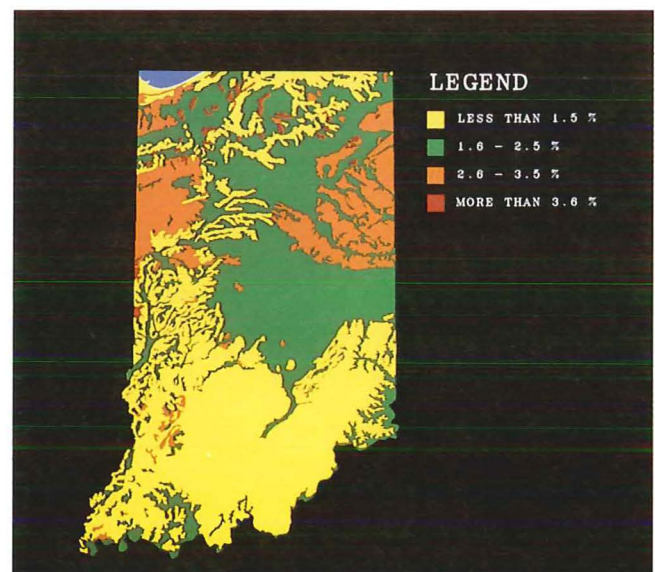 LEGEND
LESS THAN 1.5 %
1.6 - 2.5 %
2.6 - 3.5 %
MORE THAN 3.6 %